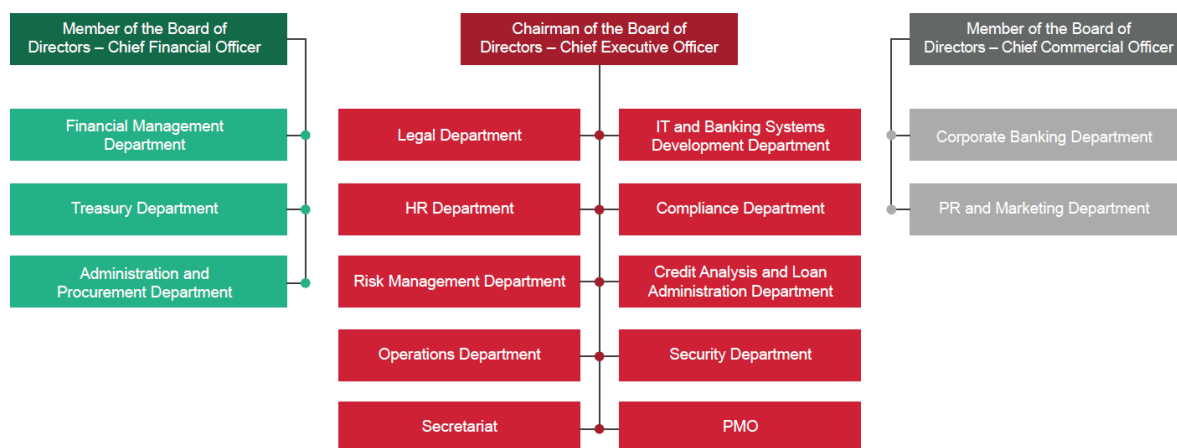 Member of the Board of
Directors – Chief Financial Officer
Chairman of the Board of
Directors – Chief Executive Officer
Member of the Board of
Directors – Chief Commercial Officer
Financial Management
Department
Legal Department
IT and Banking Systems
Development Department
Corporate Banking Department
Treasury Department
HR Department
Compliance Department
PR and Marketing Department
Administration and
Procurement Department
Risk Management Department
Credit Analysis and Loan
Administration Department
Operations Department
Security Department
Secretariat
PMO